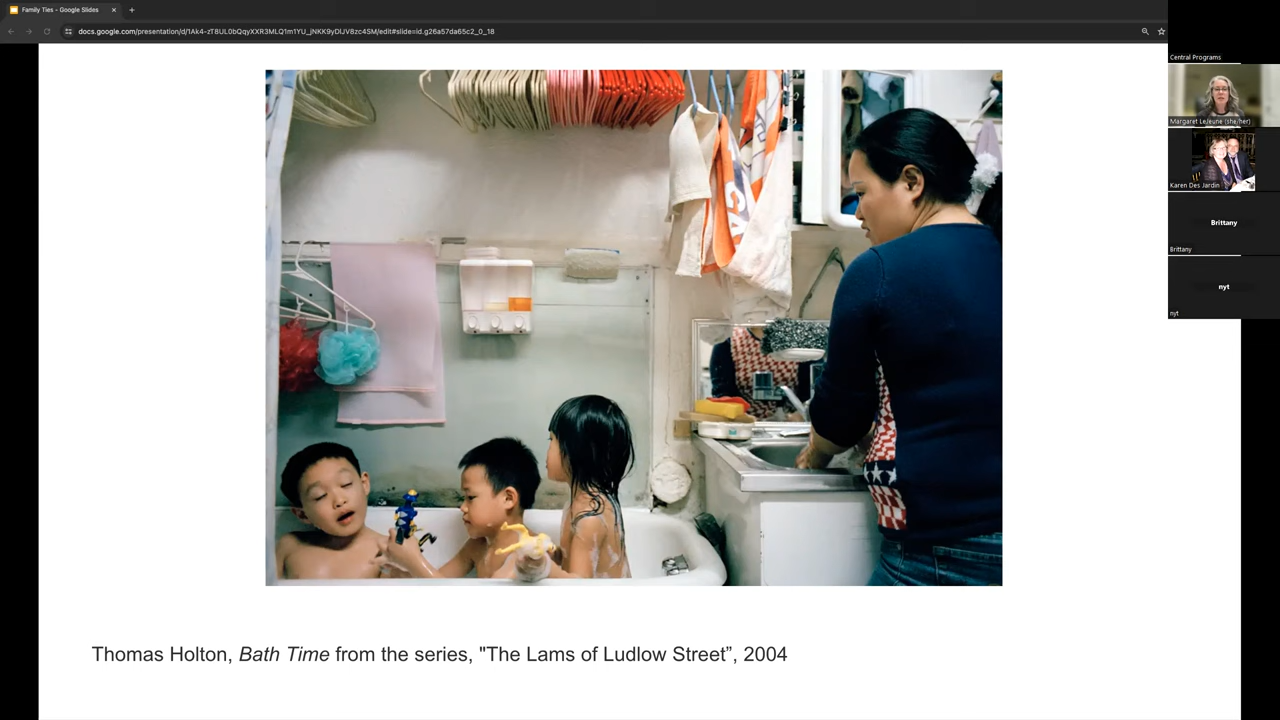 Family Ties - Google Slides
docs.google.com/presentation/d/1Ak4-zT8UL0bQqyXXR3MLQ1m1YU_jNKK9yDlJV8zc4SM/edit#slide=id.g26a57da65c2_0_18
Central Programs
Margaret LeJeune (she/her)
Karen Des Jardin
Brittany
Brittany
nyt
nyt
Thomas Holton, Bath Time from the series, "The Lams of Ludlow Street”, 2004